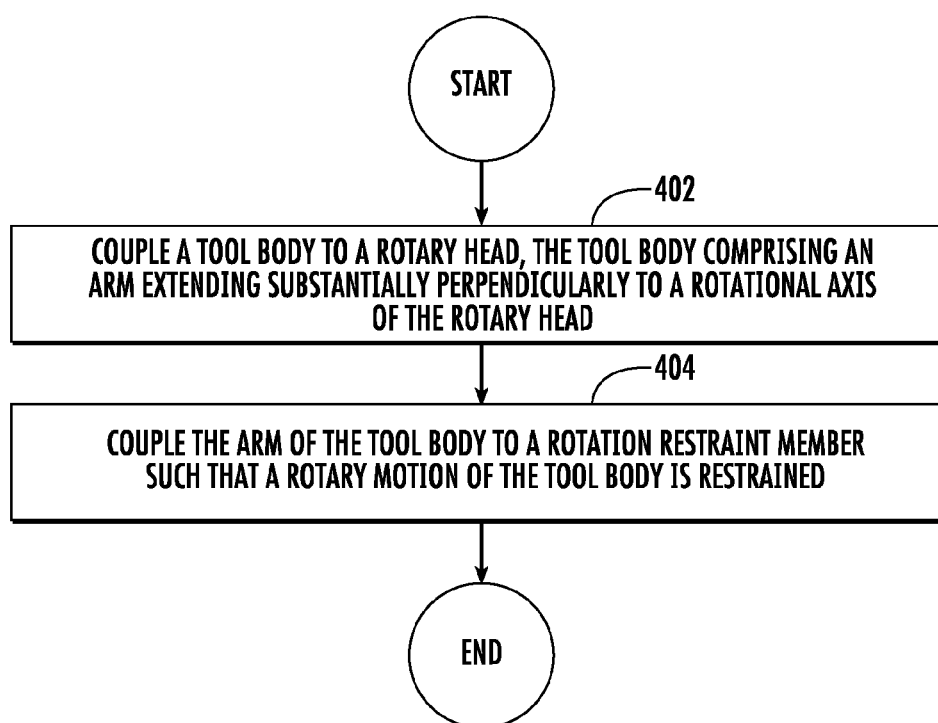 START
402
COUPLE A TOOL BODY TO A ROTARY HEAD, THE TOOL BODY COMPRISING AN
ARM EXTENDING SUBSTANTIALLY PERPENDICULARLY TO A ROTATIONAL AXIS
OF THE ROTARY HEAD
404
COUPLE THE ARM OF THE TOOL BODY TO A ROTATION RESTRAINT MEMBER
SUCH THAT A ROTARY MOTION OF THE TOOL BODY IS RESTRAINED
END